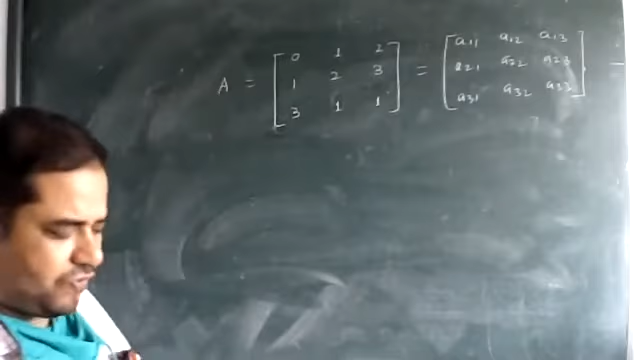 A = [ 0 1 2 ] = [ a11 a12 a13 ] -
1 2 3 a21 a22 a23
3 1 1 a31 a32 a33